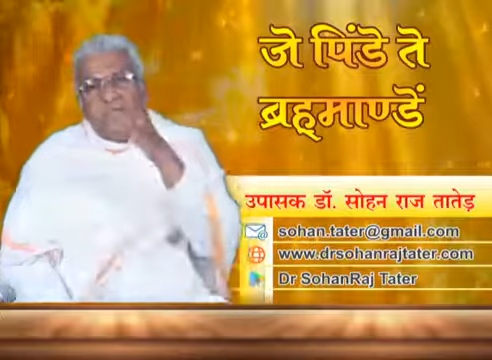 जे पिंडे ते
ब्रह्माण्डें
उपासक डॉ. सोहन राज तातेड़
sohan.tater@gmail.com
www.drsohanrajtater.com
Dr SohanRaj Tater